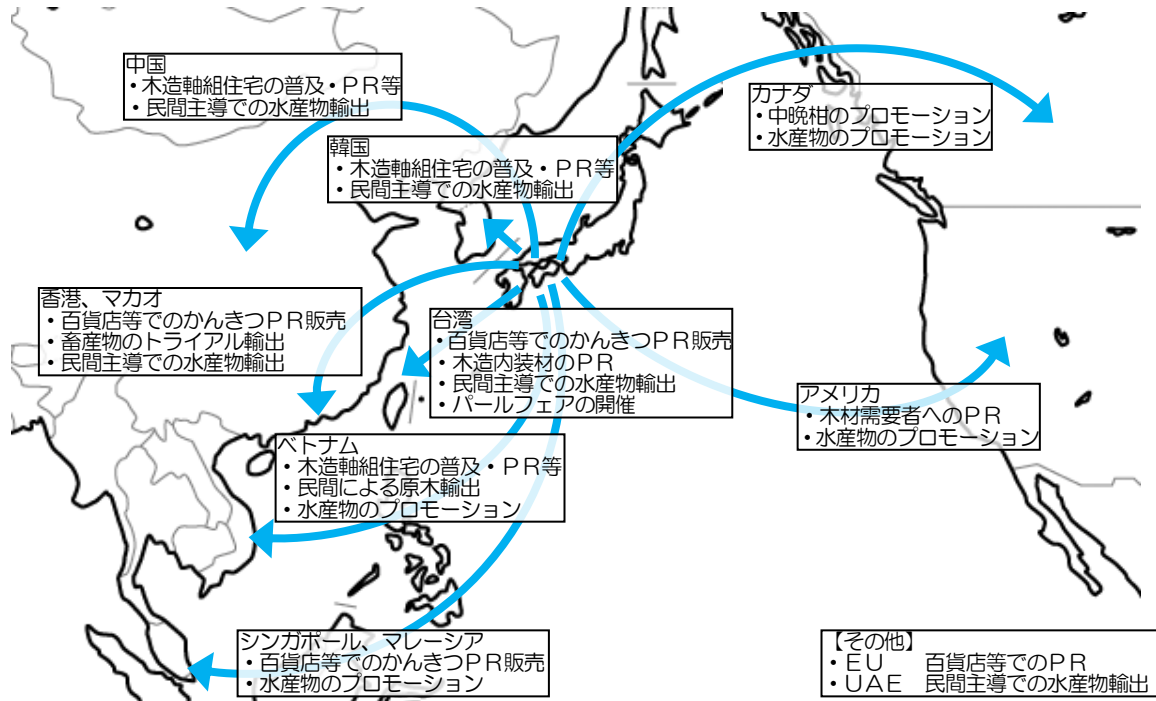 中国
・木造軸組住宅の普及・ＰＲ等
・民間主導での水産物輸出
韓国
・木造軸組住宅の普及・ＰＲ等
・民間主導での水産物輸出
カナダ
・中晩柑のプロモーション
・水産物のプロモーション
香港、マカオ
・百貨店等でのかんきつＰＲ販売
・畜産物のトライアル輸出
・民間主導での水産物輸出
台湾
・百貨店等でのかんきつＰＲ販売
・木造内装材のＰＲ
・民間主導での水産物輸出
・パールフェアの開催
アメリカ
・木材需要者へのＰＲ
・水産物のプロモーション
ベトナム
・木造軸組住宅の普及・ＰＲ等
・民間による原木輸出
・水産物のプロモーション
シンガポール、マレーシア
・百貨店等でのかんきつＰＲ販売
・水産物のプロモーション
【その他】
・ＥＵ　百貨店等でのＰＲ
・ＵＡＥ　民間主導での水産物輸出